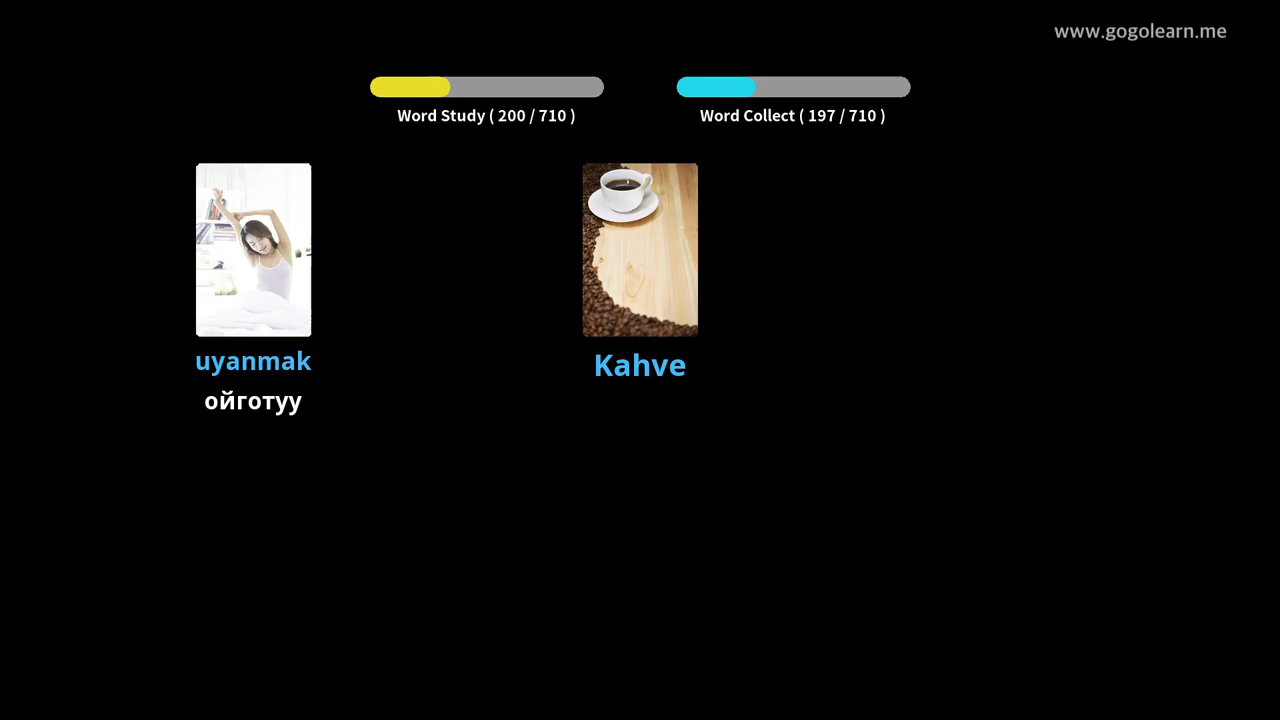 www.gogolearn.me
Word Study ( 200 / 710 )
Word Collect ( 197 / 710 )
uyanmak
ойготуу
Kahve